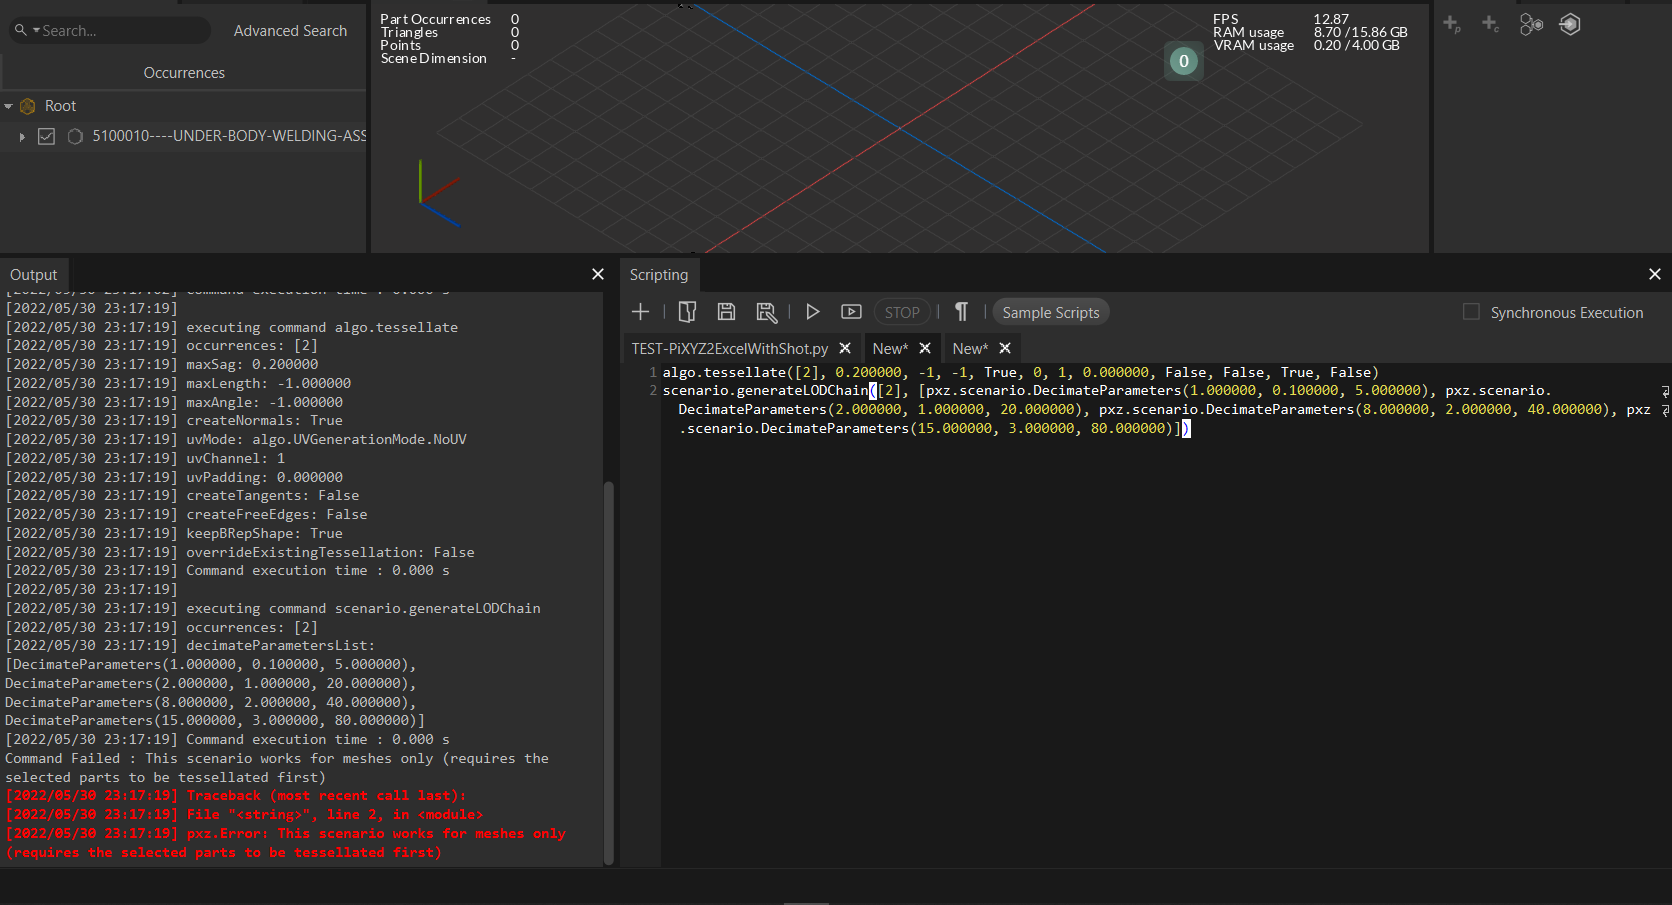 Search...
Advanced Search
Occurrences
Root
5100010----UNDER-BODY-WELDING-ASS
Part Occurrences 0
Triangles 0
Points 0
Scene Dimension -
FPS 12.87
RAM usage 8.70 / 15.86 GB
VRAM usage 0.20 / 4.00 GB
0
Output
[2022/05/30 23:17:02] command execution time : 0.000 s
[2022/05/30 23:17:19]
[2022/05/30 23:17:19] executing command algo.tessellate
[2022/05/30 23:17:19] occurrences: [2]
[2022/05/30 23:17:19] maxSag: 0.200000
[2022/05/30 23:17:19] maxLength: -1.000000
[2022/05/30 23:17:19] maxAngle: -1.000000
[2022/05/30 23:17:19] createNormals: True
[2022/05/30 23:17:19] uvMode: algo.UVGenerationMode.NoUV
[2022/05/30 23:17:19] uvChannel: 1
[2022/05/30 23:17:19] uvPadding: 0.000000
[2022/05/30 23:17:19] createTangents: False
[2022/05/30 23:17:19] createFreeEdges: False
[2022/05/30 23:17:19] keepBRepShape: True
[2022/05/30 23:17:19] overrideExistingTessellation: False
[2022/05/30 23:17:19] Command execution time : 0.000 s
[2022/05/30 23:17:19]
[2022/05/30 23:17:19] executing command scenario.generateLODChain
[2022/05/30 23:17:19] occurrences: [2]
[2022/05/30 23:17:19] decimateParametersList:
[DecimateParameters(1.000000, 0.100000, 5.000000),
DecimateParameters(2.000000, 1.000000, 20.000000),
DecimateParameters(8.000000, 2.000000, 40.000000),
DecimateParameters(15.000000, 3.000000, 80.000000)]
[2022/05/30 23:17:19] Command execution time : 0.000 s
Command Failed : This scenario works for meshes only (requires the
selected parts to be tessellated first)
[2022/05/30 23:17:19] Traceback (most recent call last):
[2022/05/30 23:17:19] File "<string>", line 2, in <module>
[2022/05/30 23:17:19] pxz.Error: This scenario works for meshes only
(requires the selected parts to be tessellated first)
Scripting
STOP
Sample Scripts
Synchronous Execution
TEST-PiXYZ2ExcelWithShot.py
New*
New*
1 algo.tessellate([2], 0.200000, -1, -1, True, 0, 1, 0.000000, False, False, True, False)
2 scenario.generateLODChain([2], [pxz.scenario.DecimateParameters(1.000000, 0.100000, 5.000000), pxz.scenario.
DecimateParameters(2.000000, 1.000000, 20.000000), pxz.scenario.DecimateParameters(8.000000, 2.000000, 40.000000), pxz
.scenario.DecimateParameters(15.000000, 3.000000, 80.000000)])